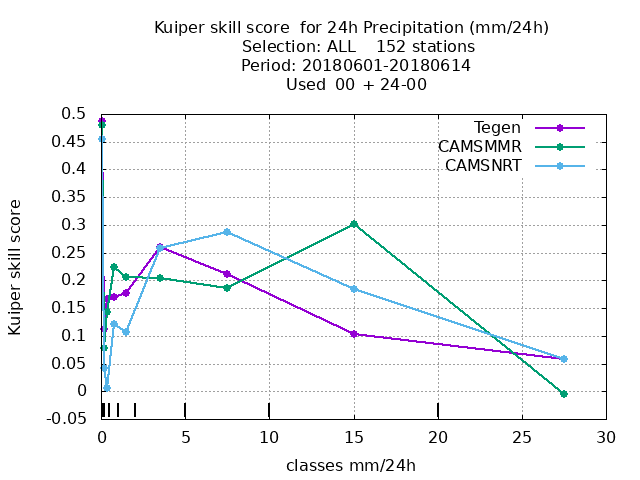 Kuiper skill score  for 24h Precipitation (mm/24h)
Selection: ALL    152 stations
Period: 20180601-20180614
Used  00  + 24-00
Tegen
CAMSMMR
CAMSNRT
Kuiper skill score
0.5
0.45
0.4
0.35
0.3
0.25
0.2
0.15
0.1
0.05
0
-0.05
0 5 10 15 20 25 30
classes mm/24h